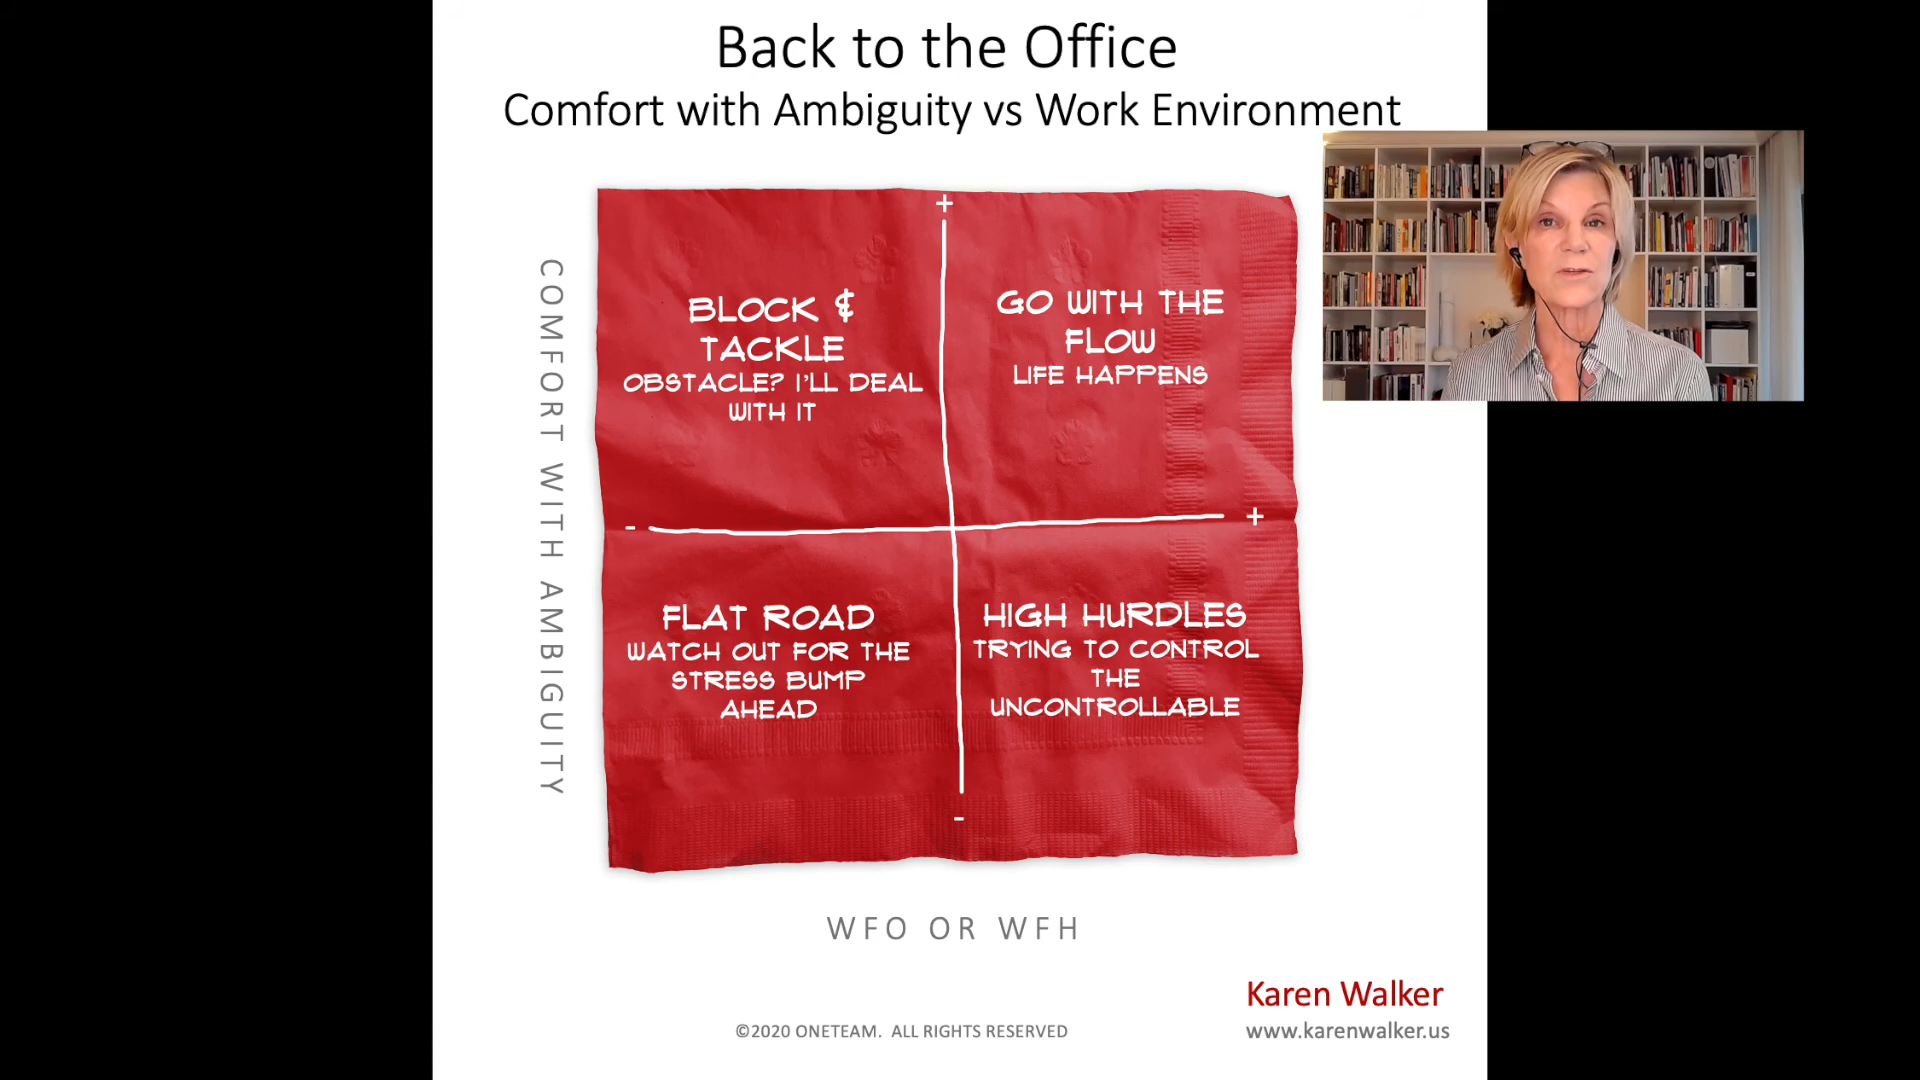 Back to the Office
Comfort with Ambiguity vs Work Environment
COMFORT WITH AMBIGUITY
+
BLOCK &
TACKLE
OBSTACLE? I'LL DEAL
WITH IT
GO WITH THE
FLOW
LIFE HAPPENS
-
+
FLAT ROAD
WATCH OUT FOR THE
STRESS BUMP
AHEAD
HIGH HURDLES
TRYING TO CONTROL
THE
UNCONTROLLABLE
-
WFO OR WFH
Karen Walker
©2020 ONETEAM. ALL RIGHTS RESERVED
www.karenwalker.us